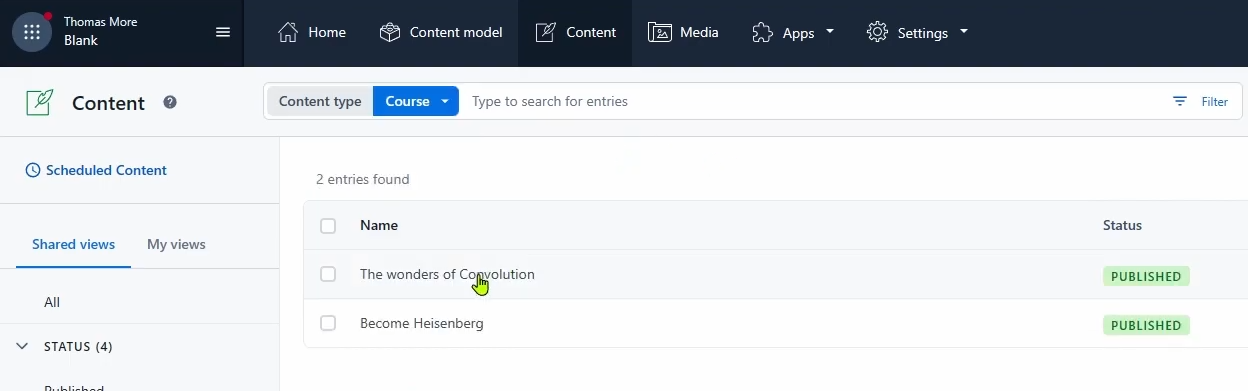 Thomas More
Blank
Home
Content model
Content
Media
Apps
Settings
Content
?
Content type
Course
Type to search for entries
Filter
Scheduled Content
2 entries found
Shared views
My views
Name
Status
The wonders of Convolution
PUBLISHED
Become Heisenberg
PUBLISHED
All
STATUS (4)
Published